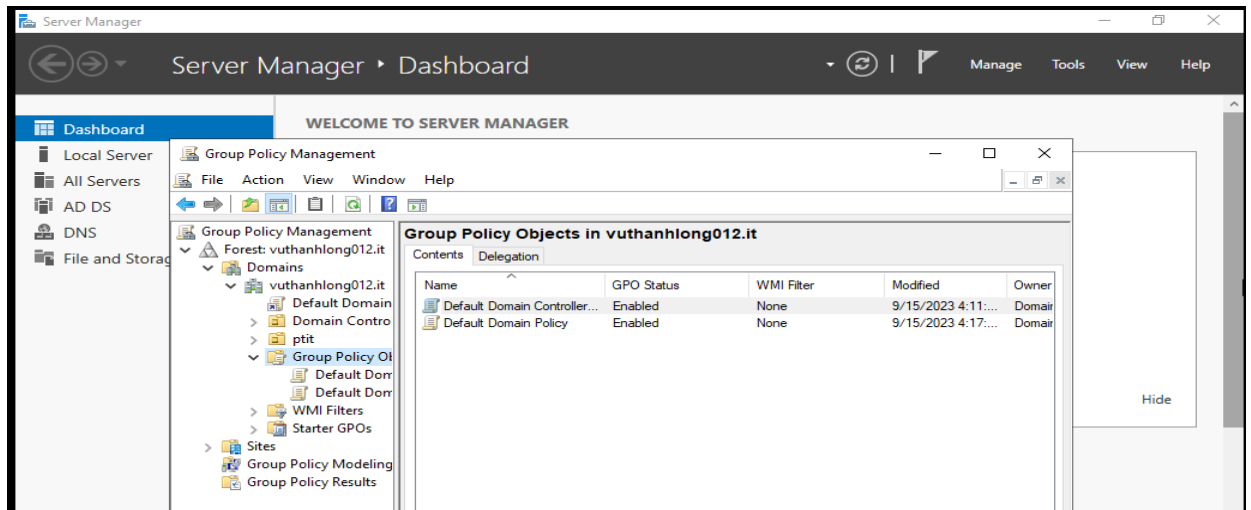 Server Manager
Server Manager ‣ Dashboard
Manage Tools View Help
WELCOME TO SERVER MANAGER
Dashboard
Local Server
All Servers
AD DS
DNS
File and Storag
Group Policy Management
File Action View Window Help
Group Policy Management
Forest: vuthanhlong012.it
Domains
vuthanhlong012.it
Default Domain
Domain Contro
ptit
Group Policy Ob
Default Dom
Default Dom
WMI Filters
Starter GPOs
Sites
Group Policy Modeling
Group Policy Results
Group Policy Objects in vuthanhlong012.it
Contents Delegation
Name GPO Status WMI Filter Modified Owner
Default Domain Controller... Enabled None 9/15/2023 4:11:... Domair
Default Domain Policy Enabled None 9/15/2023 4:17:... Domair
Hide